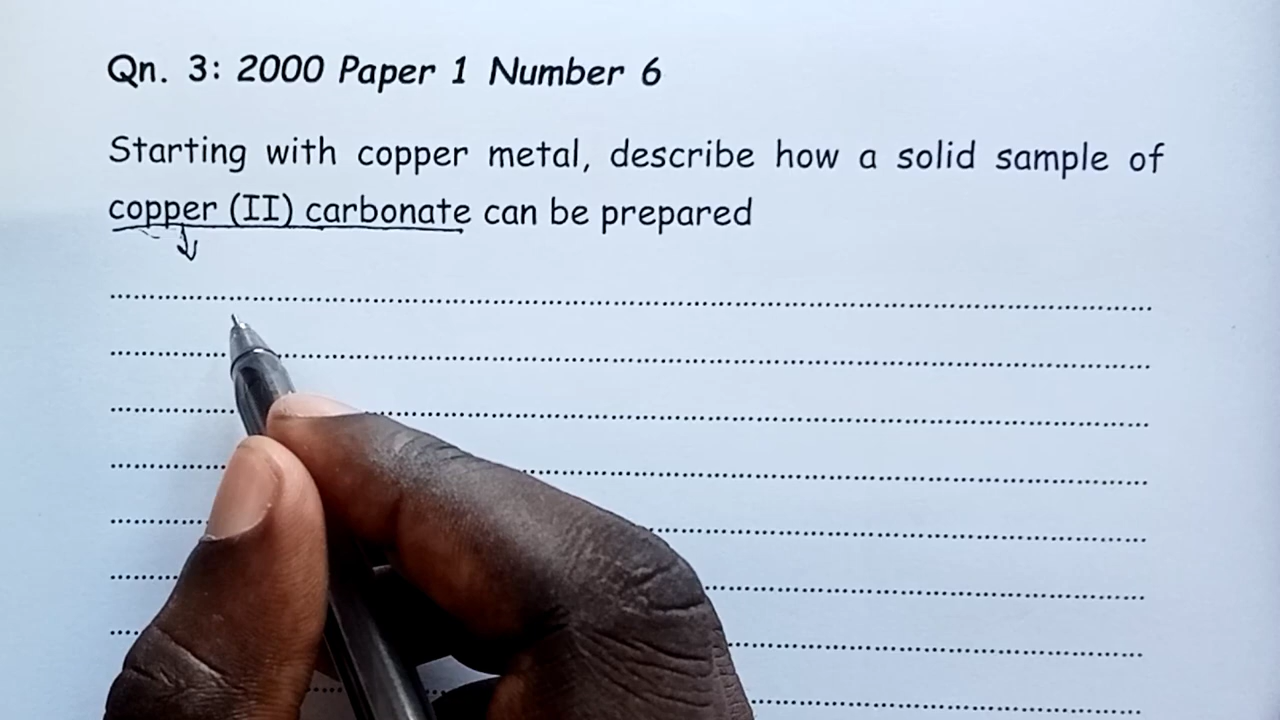 Qn. 3: 2000 Paper 1 Number 6
Starting with copper metal, describe how a solid sample of
copper (II) carbonate can be prepared